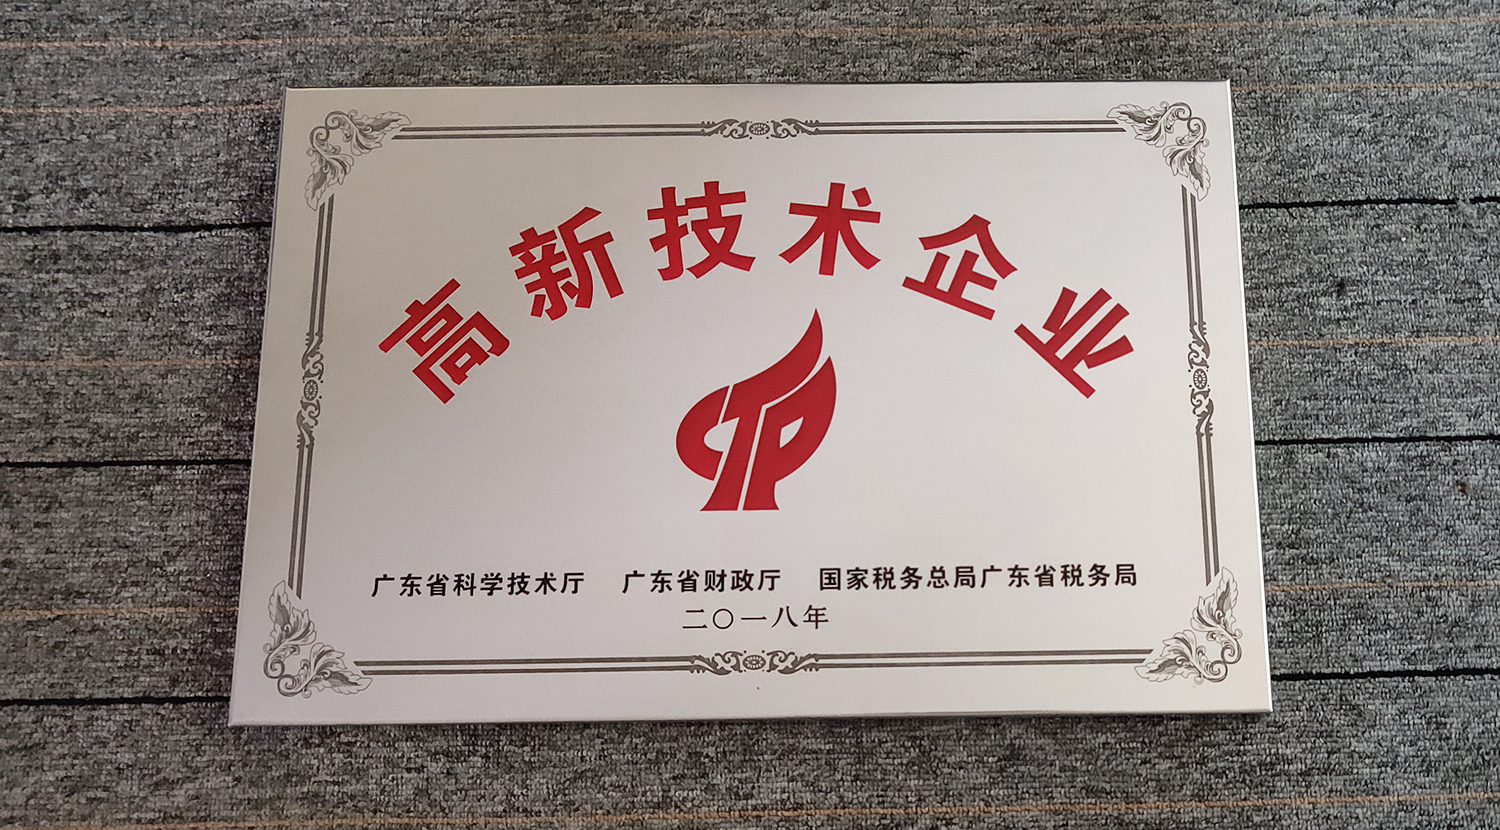 高新技术企业
广东省科学技术厅 广东省财政厅 国家税务总局广东省税务局
二〇一八年